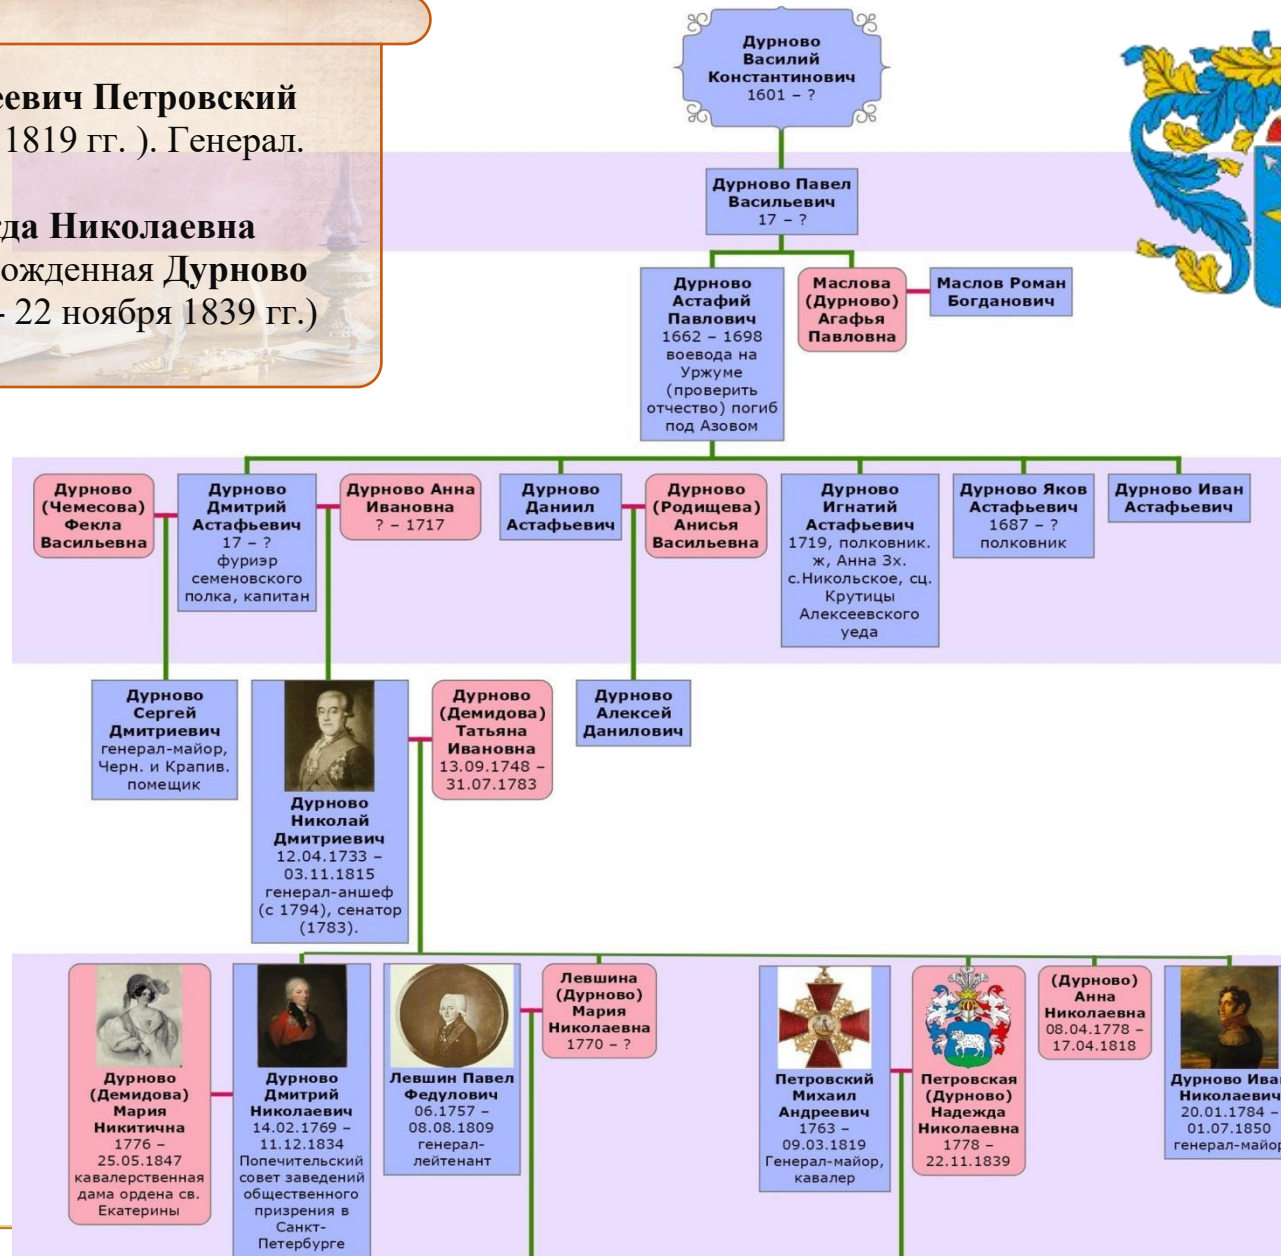 еевич Петровский
1819 гг. ). Генерал.
да Николаевна
рожденная Дурново
- 22 ноября 1839 гг.)
Дурново
Василий
Константинович
1601 – ?
Дурново Павел
Васильевич
17 – ?
Дурново
Астафий
Павлович
1662 – 1698
воевода на
Уржуме
(проверить
отчество) погиб
под Азовом
Маслова
(Дурново)
Агафья
Павловна
Маслов Роман
Богданович
Дурново
(Чемесова)
Фекла
Васильевна
Дурново
Дмитрий
Астафьевич
17 – ?
фуриэр
семеновского
полка, капитан
Дурново Анна
Ивановна
? – 1717
Дурново
Даниил
Астафьевич
Дурново
(Родищева)
Анисья
Васильевна
Дурново
Игнатий
Астафьевич
1719, полковник.
ж, Анна Зх.
с.Никольское, сц.
Крутицы
Алексеевского
уеда
Дурново Яков
Астафьевич
1687 – ?
полковник
Дурново Иван
Астафьевич
Дурново
Сергей
Дмитриевич
генерал-майор,
Черн. и Крапив.
помещик
Дурново
Николай
Дмитриевич
12.04.1733 –
03.11.1815
генерал-аншеф
(с 1794), сенатор
(1783).
Дурново
(Демидова)
Татьяна
Ивановна
13.09.1748 –
31.07.1783
Дурново
Алексей
Данилович
Дурново
(Демидова)
Мария
Никитична
1776 –
25.05.1847
кавалерственная
дама ордена св.
Екатерины
Дурново
Дмитрий
Николаевич
14.02.1769 –
11.12.1834
Попечительский
совет заведений
общественного
призрения в
Санкт-
Петербурге
Левшин Павел
Федулович
06.1757 –
08.08.1809
генерал-
лейтенант
Левшина
(Дурново)
Мария
Николаевна
1770 – ?
Петровский
Михаил
Андреевич
1763 –
09.03.1819
Генерал-майор,
кавалер
Петровская
(Дурново)
Надежда
Николаевна
1778 –
22.11.1839
(Дурново)
Анна
Николаевна
08.04.1778 –
17.04.1818
Дурново Иван
Николаевич
20.01.1784 –
01.07.1850
генерал-майор